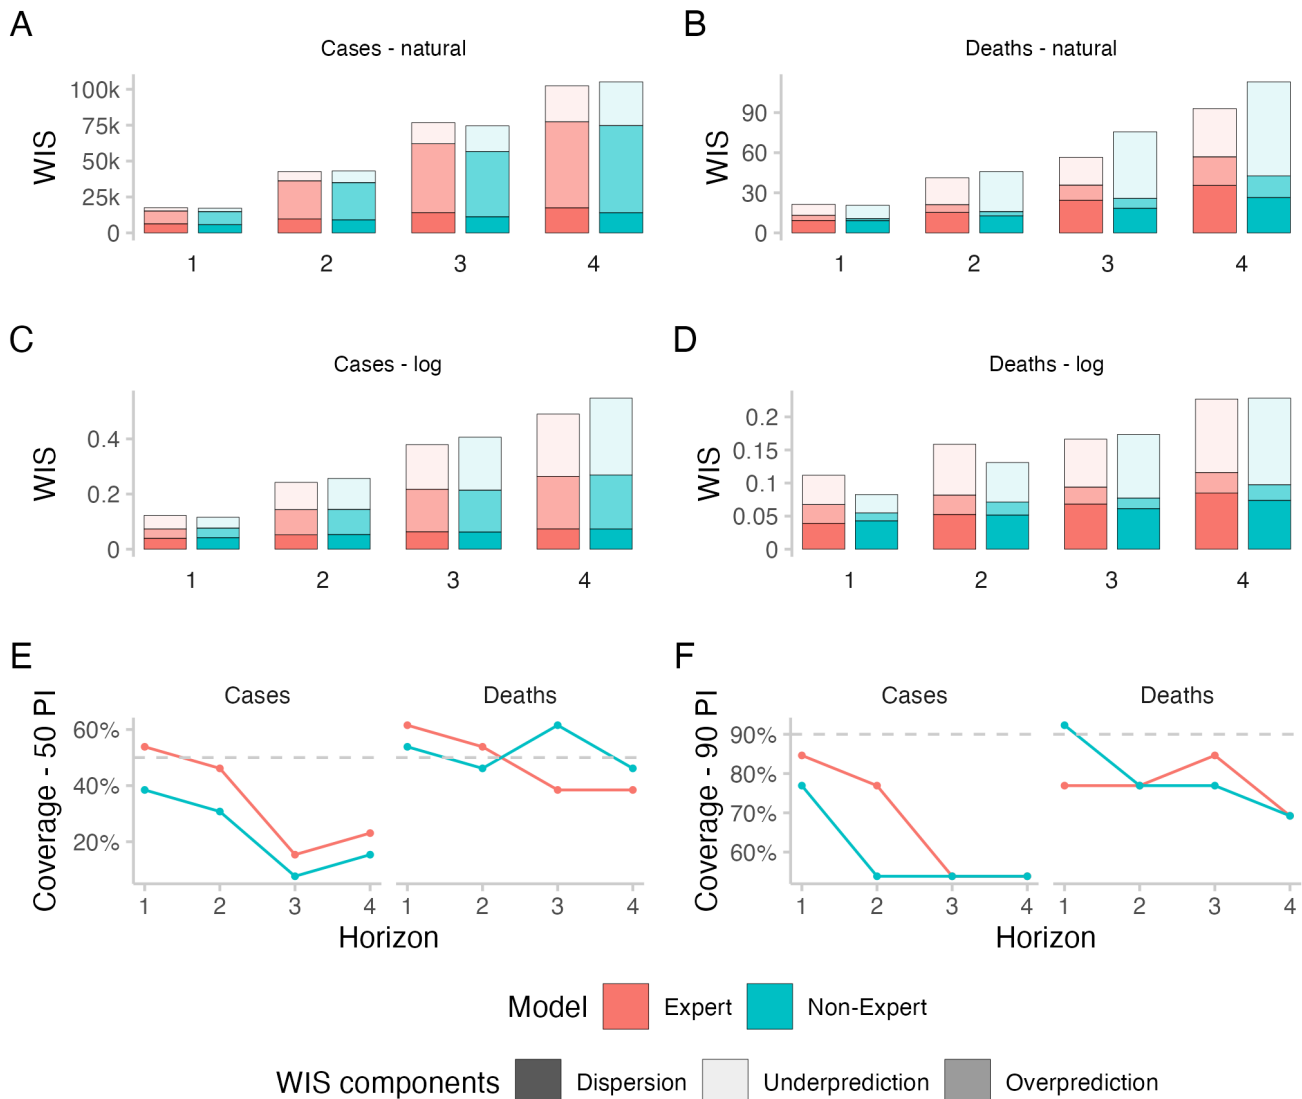 A
B
Cases - natural
Deaths - natural
WIS
100k
75k
50k
25k
0
1 2 3 4
WIS
90
60
30
0
1 2 3 4
C
D
Cases - log
Deaths - log
WIS
0.4
0.2
0
1 2 3 4
WIS
0.2
0.15
0.1
0.05
0
1 2 3 4
E
F
Cases Deaths
Coverage - 50 PI
60%
40%
20%
1 2 3 4 1 2 3 4
Horizon
Cases Deaths
Coverage - 90 PI
90%
80%
70%
60%
1 2 3 4 1 2 3 4
Horizon
Model Expert Non-Expert
WIS components Dispersion Underprediction Overprediction